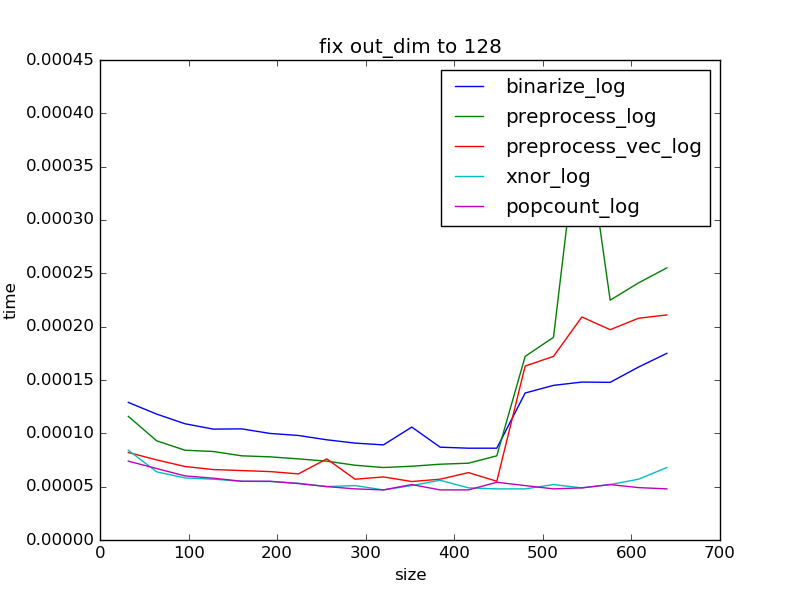 fix out_dim to 128
0.00045
0.00040
0.00035
0.00030
0.00025
0.00020
0.00015
0.00010
0.00005
0.00000
time
binarize_log
preprocess_log
preprocess_vec_log
xnor_log
popcount_log
0 100 200 300 400 500 600 700
size